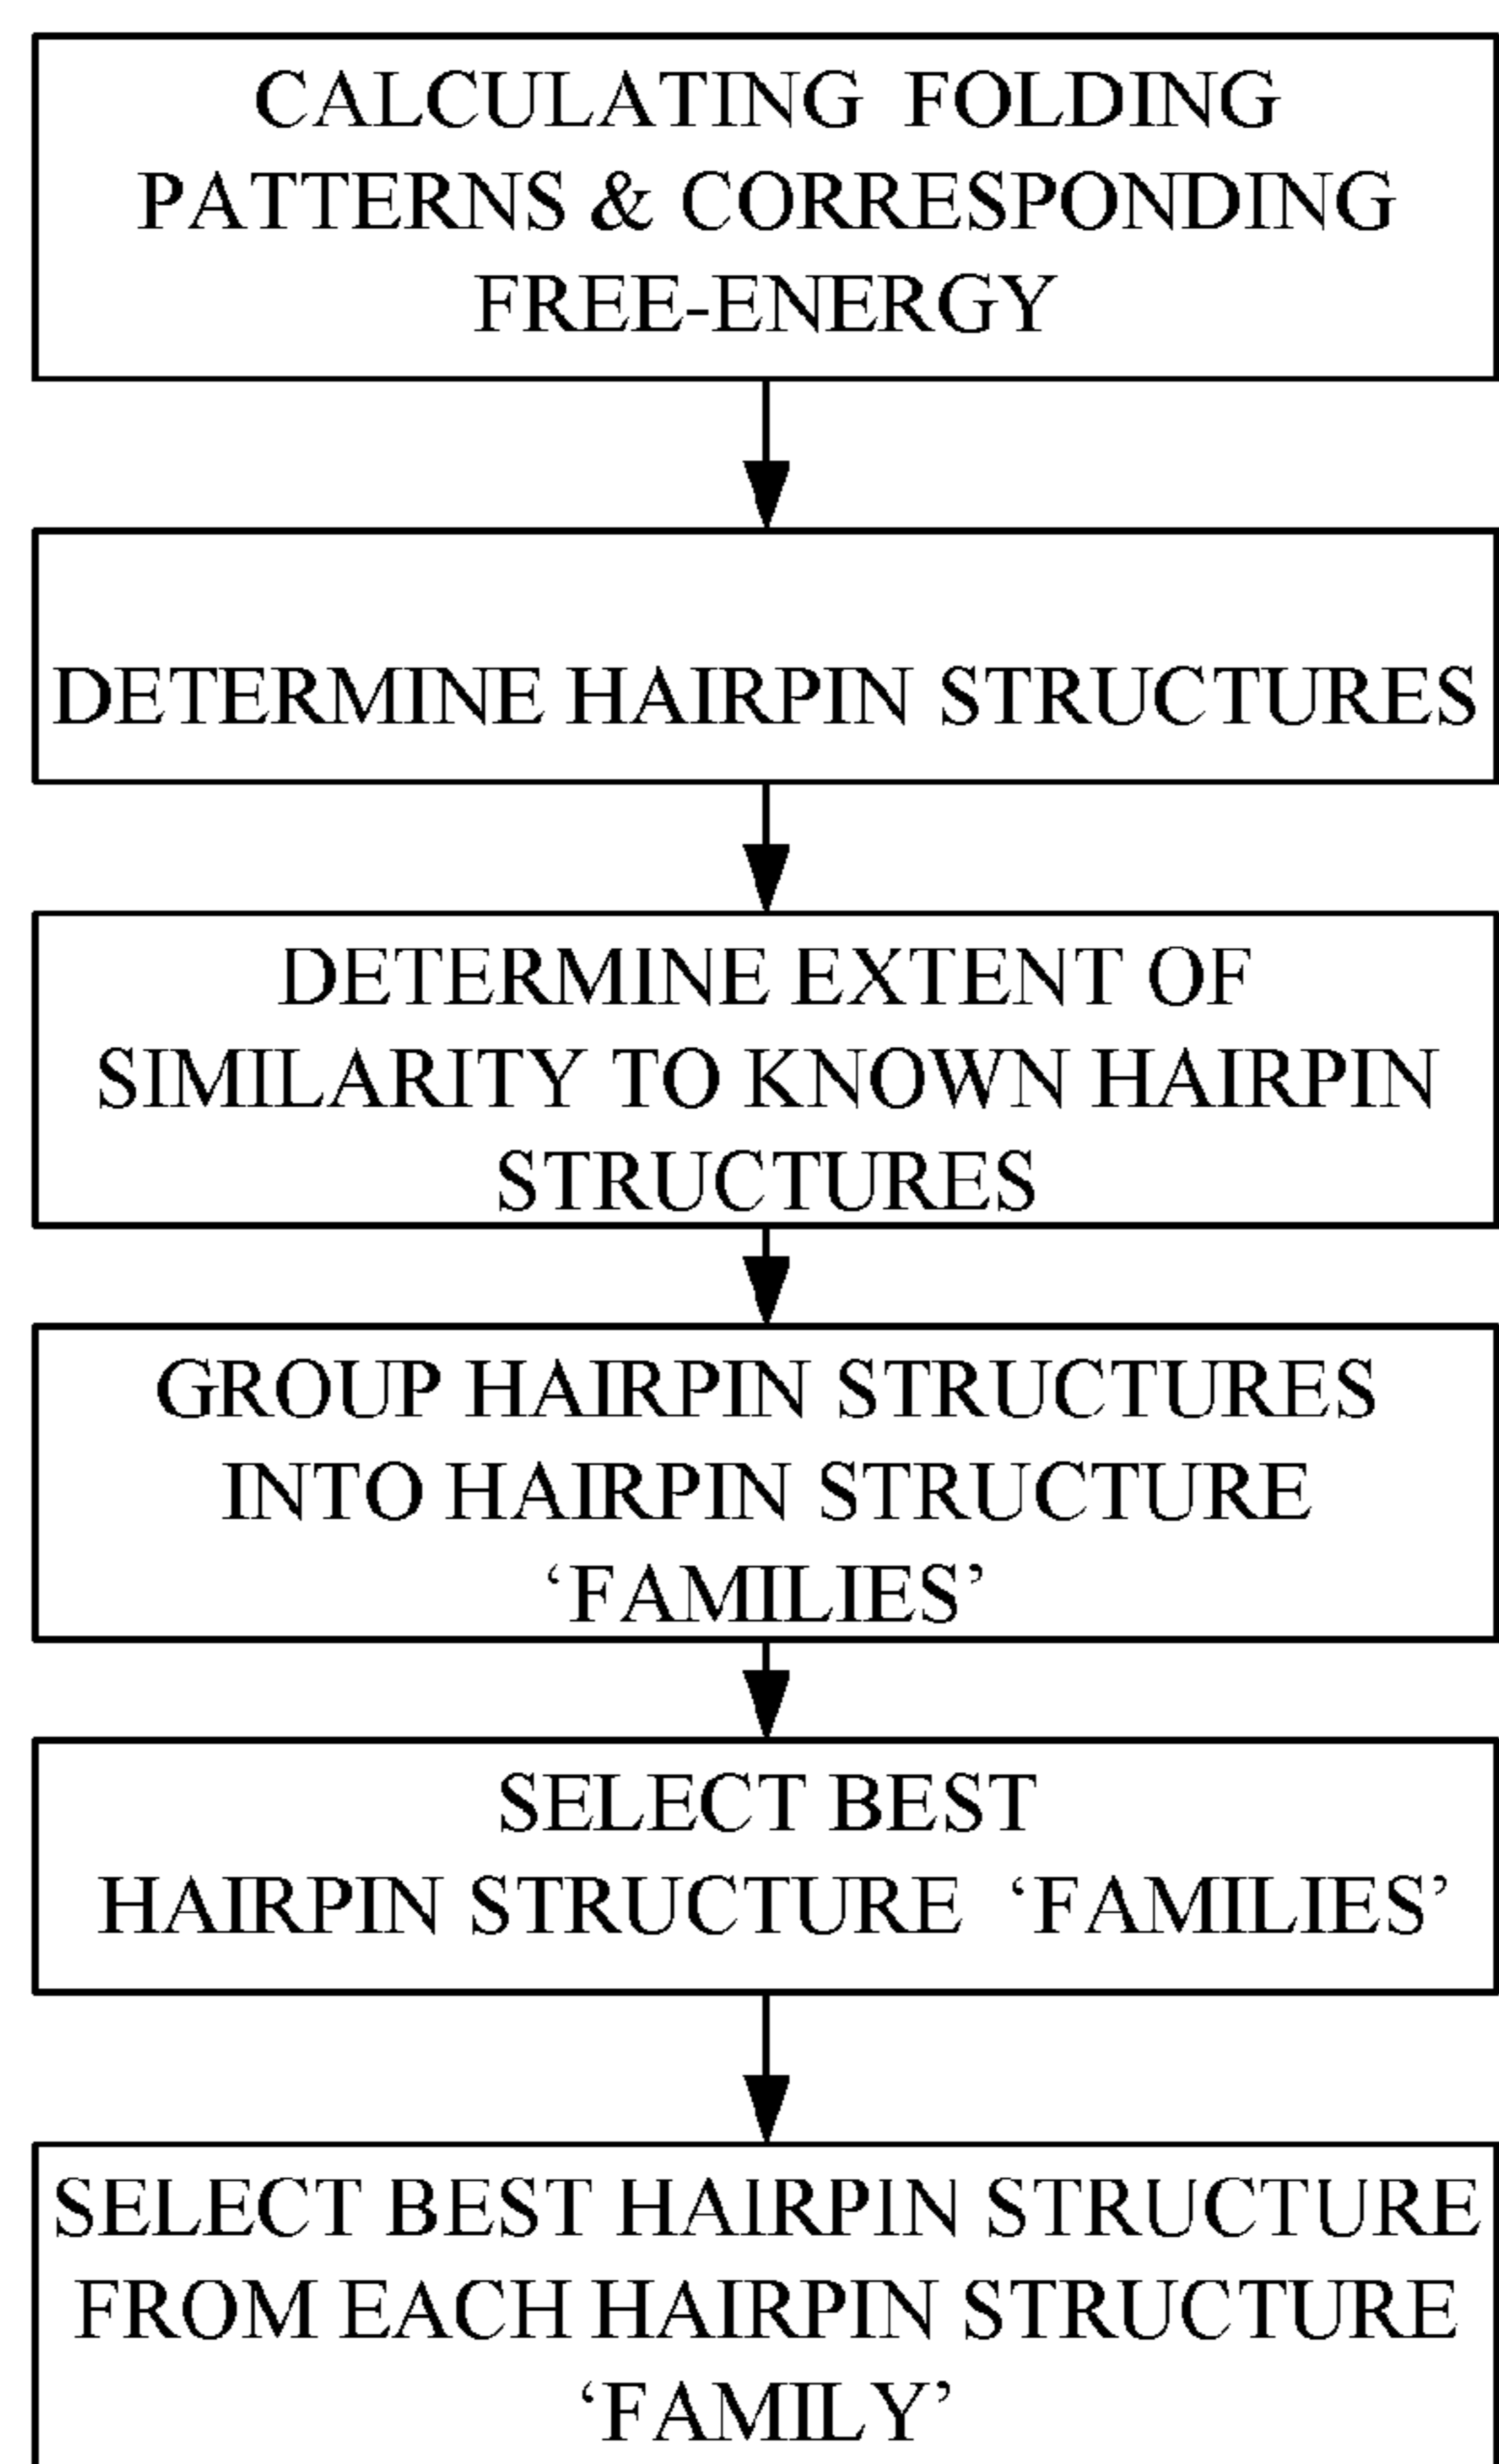 CALCULATING FOLDING
PATTERNS & CORRESPONDING
FREE-ENERGY
DETERMINE HAIRPIN STRUCTURES
DETERMINE EXTENT OF
SIMILARITY TO KNOWN HAIRPIN
STRUCTURES
GROUP HAIRPIN STRUCTURES
INTO HAIRPIN STRUCTURE
‘FAMILIES’
SELECT BEST
HAIRPIN STRUCTURE ‘FAMILIES’
SELECT BEST HAIRPIN STRUCTURE
FROM EACH HAIRPIN STRUCTURE
‘FAMILY’